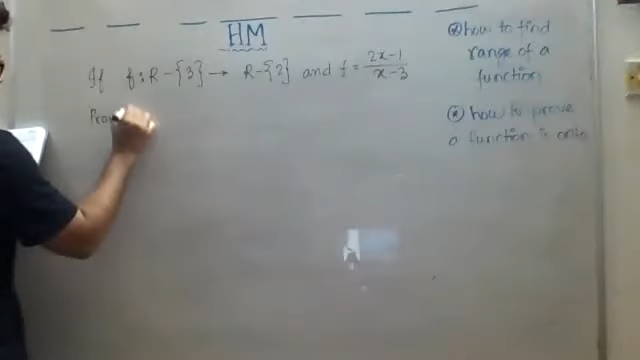 HM
If f: R-{3} → R-{2} and f = 2x-1 / x-3
Prov
* how to find
range of a
function
* how to prove
a function is onto